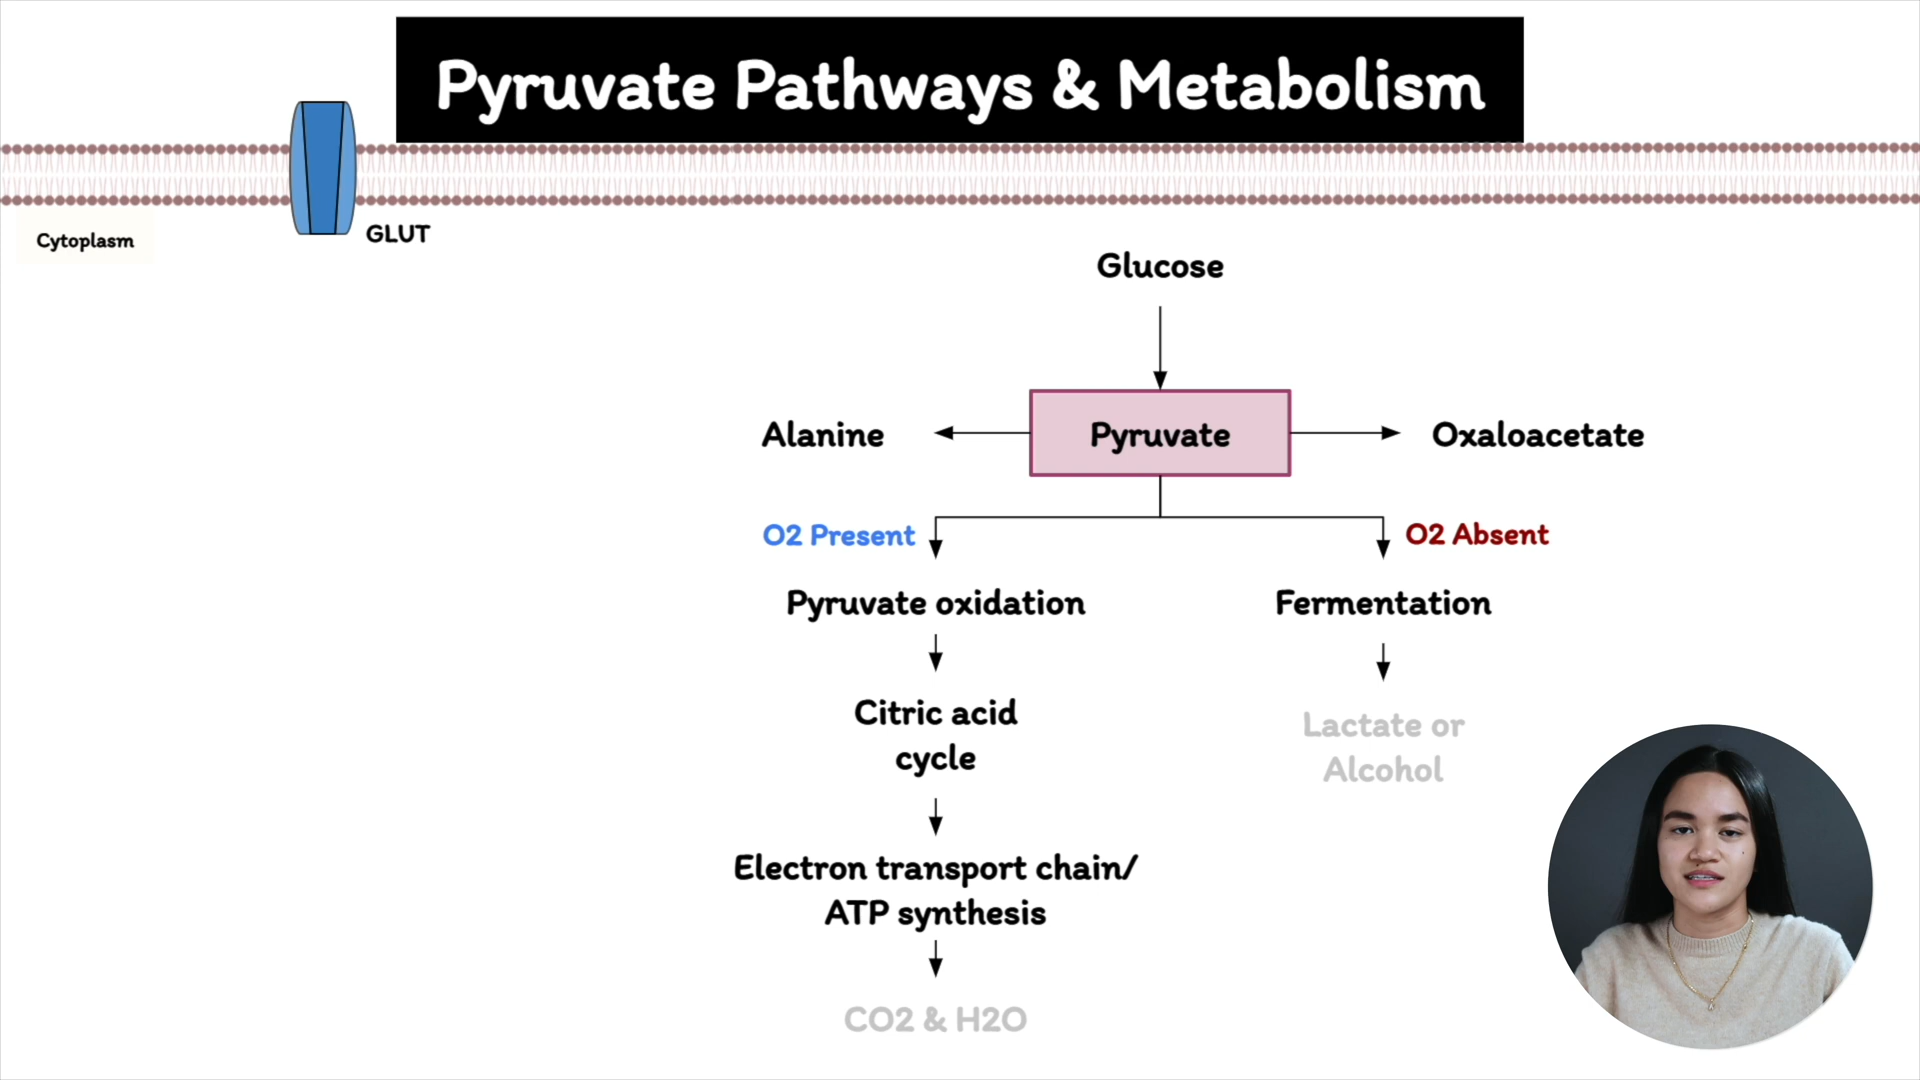 Pyruvate Pathways & Metabolism
Cytoplasm
GLUT
Glucose
Alanine
Pyruvate
Oxaloacetate
O2 Present
O2 Absent
Pyruvate oxidation
Fermentation
Citric acid
cycle
Lactate or
Alcohol
Electron transport chain/
ATP synthesis
CO2 & H2O